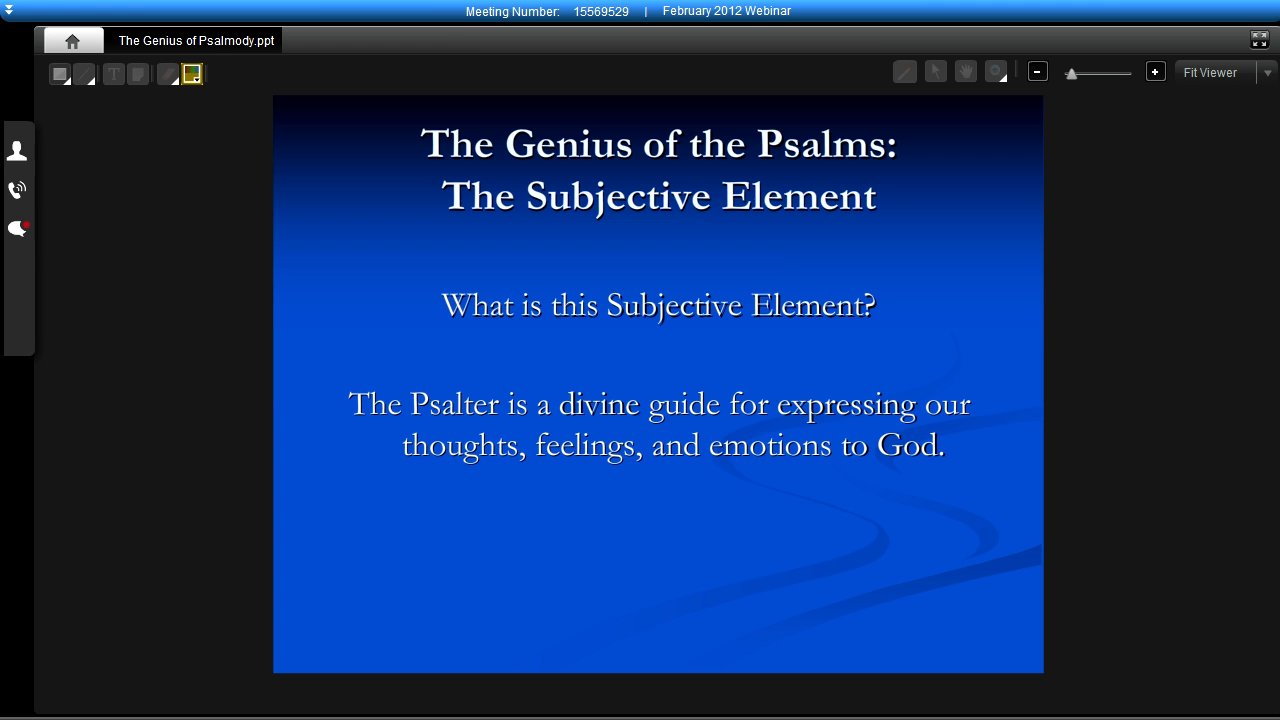 Meeting Number: 15569529 | February 2012 Webinar
The Genius of Psalmody.ppt
T
Fit Viewer
The Genius of the Psalms:
The Subjective Element
What is this Subjective Element?
The Psalter is a divine guide for expressing our
thoughts, feelings, and emotions to God.